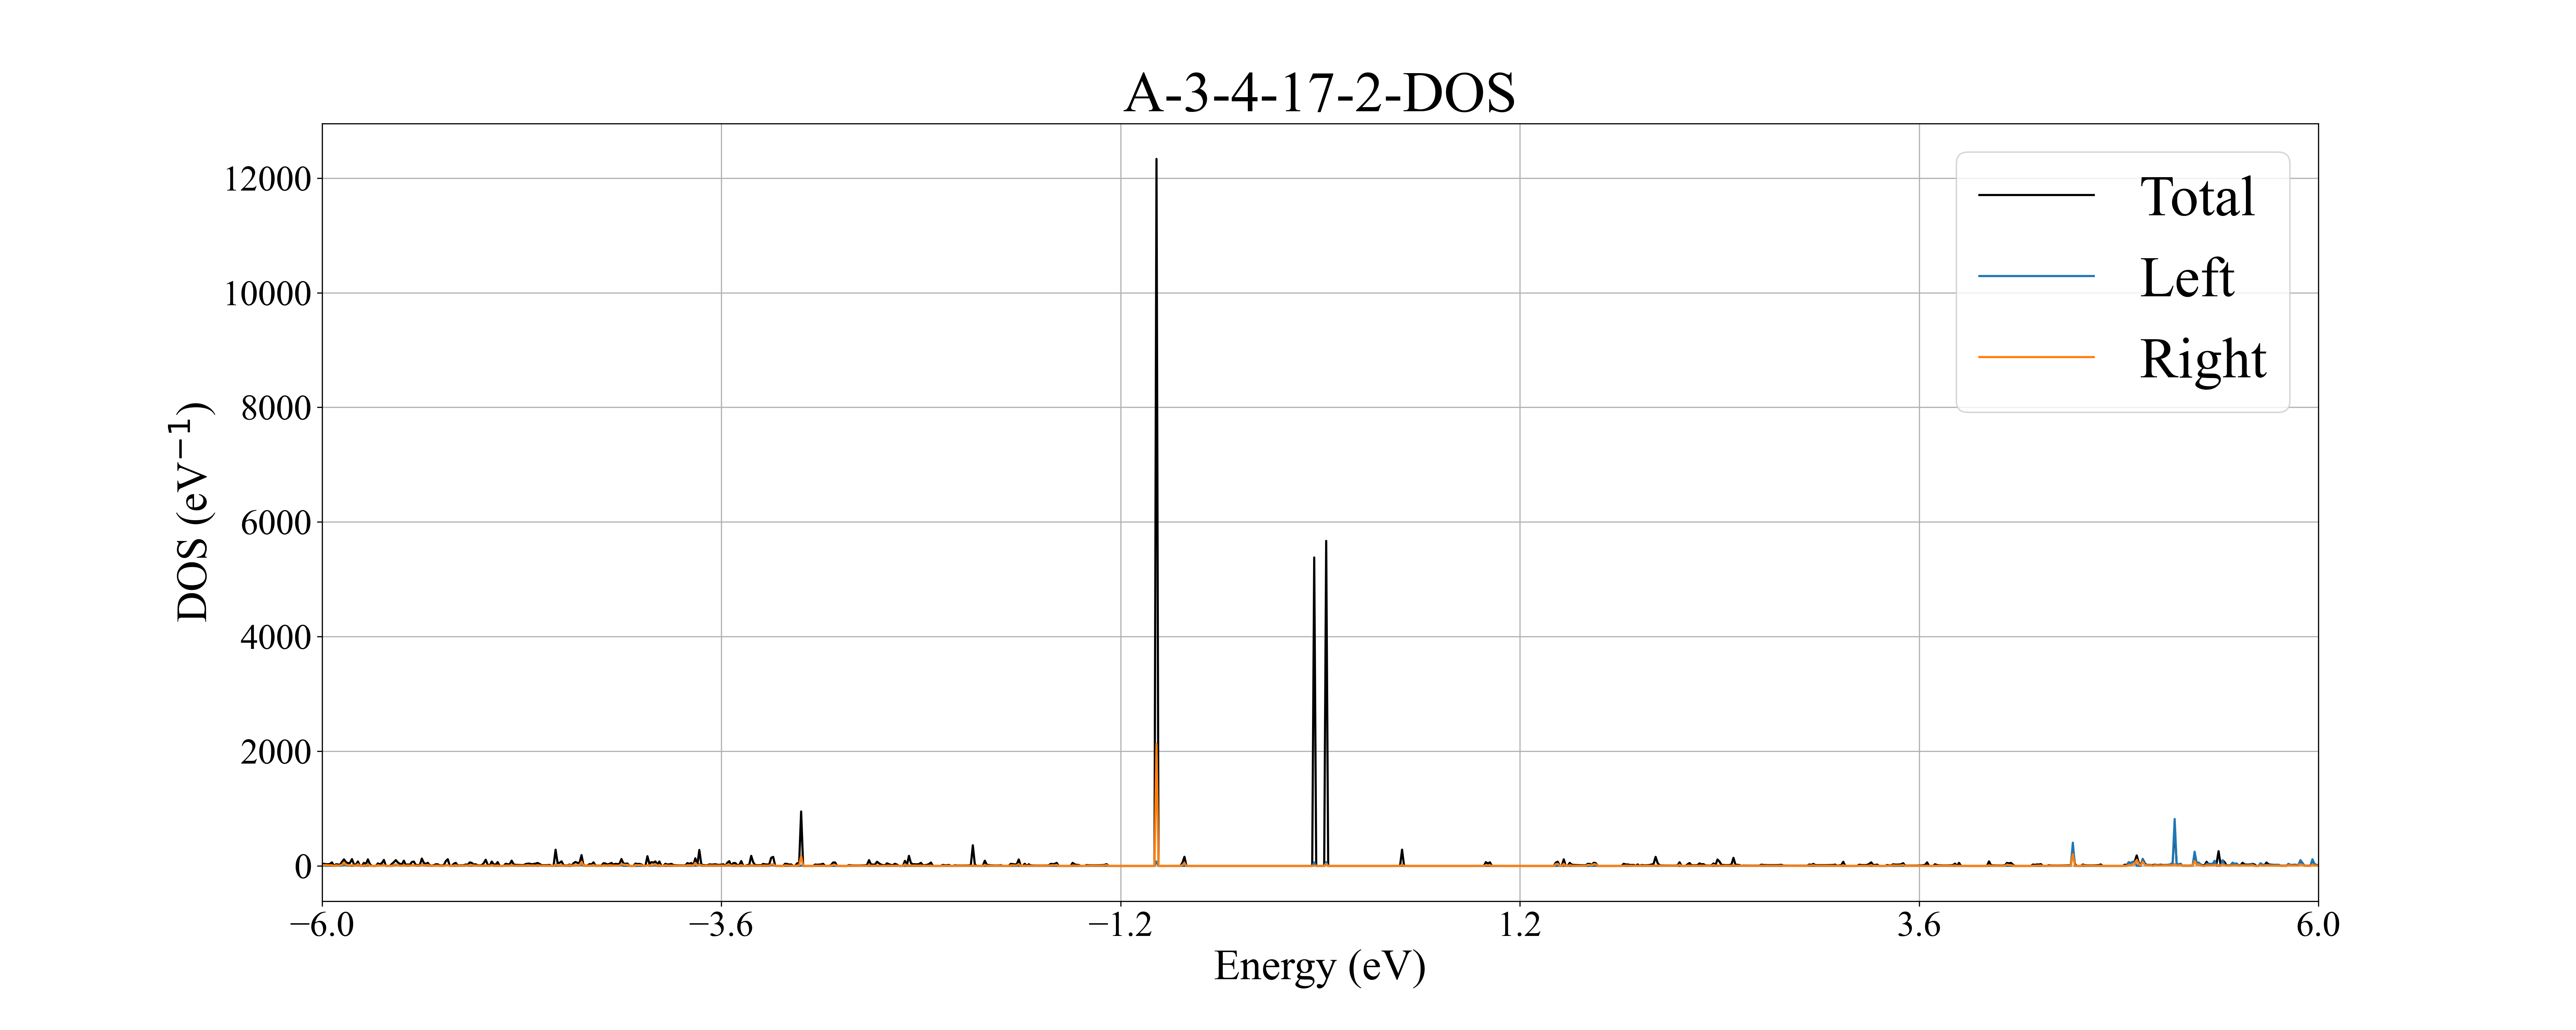 A-3-4-17-2-DOS
12000
10000
8000
6000
4000
2000
0
DOS (eV⁻¹)
−6.0
−3.6
−1.2
1.2
3.6
6.0
Energy (eV)
Total
Left
Right